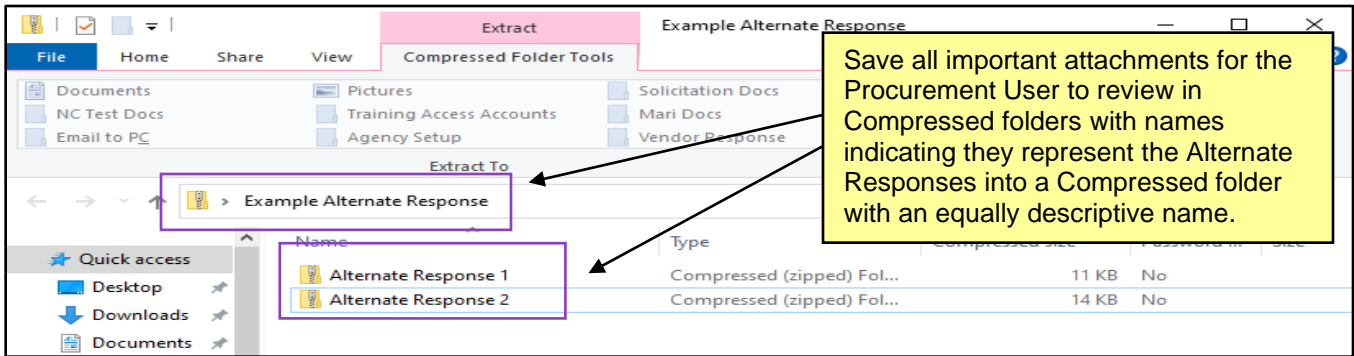 Extract
Example Alternate Response
File Home Share View Compressed Folder Tools
Documents Pictures Solicitation Docs
NC Test Docs Training Access Accounts Mari Docs
Email to PC Agency Setup Vendor Response
Extract To
Save all important attachments for the
Procurement User to review in
Compressed folders with names
indicating they represent the Alternate
Responses into a Compressed folder
with an equally descriptive name.
> Example Alternate Response
Name Type Compressed size Password ... Size
Quick access
Alternate Response 1 Compressed (zipped) Fol... 11 KB No
Desktop
Alternate Response 2 Compressed (zipped) Fol... 14 KB No
Downloads
Documents